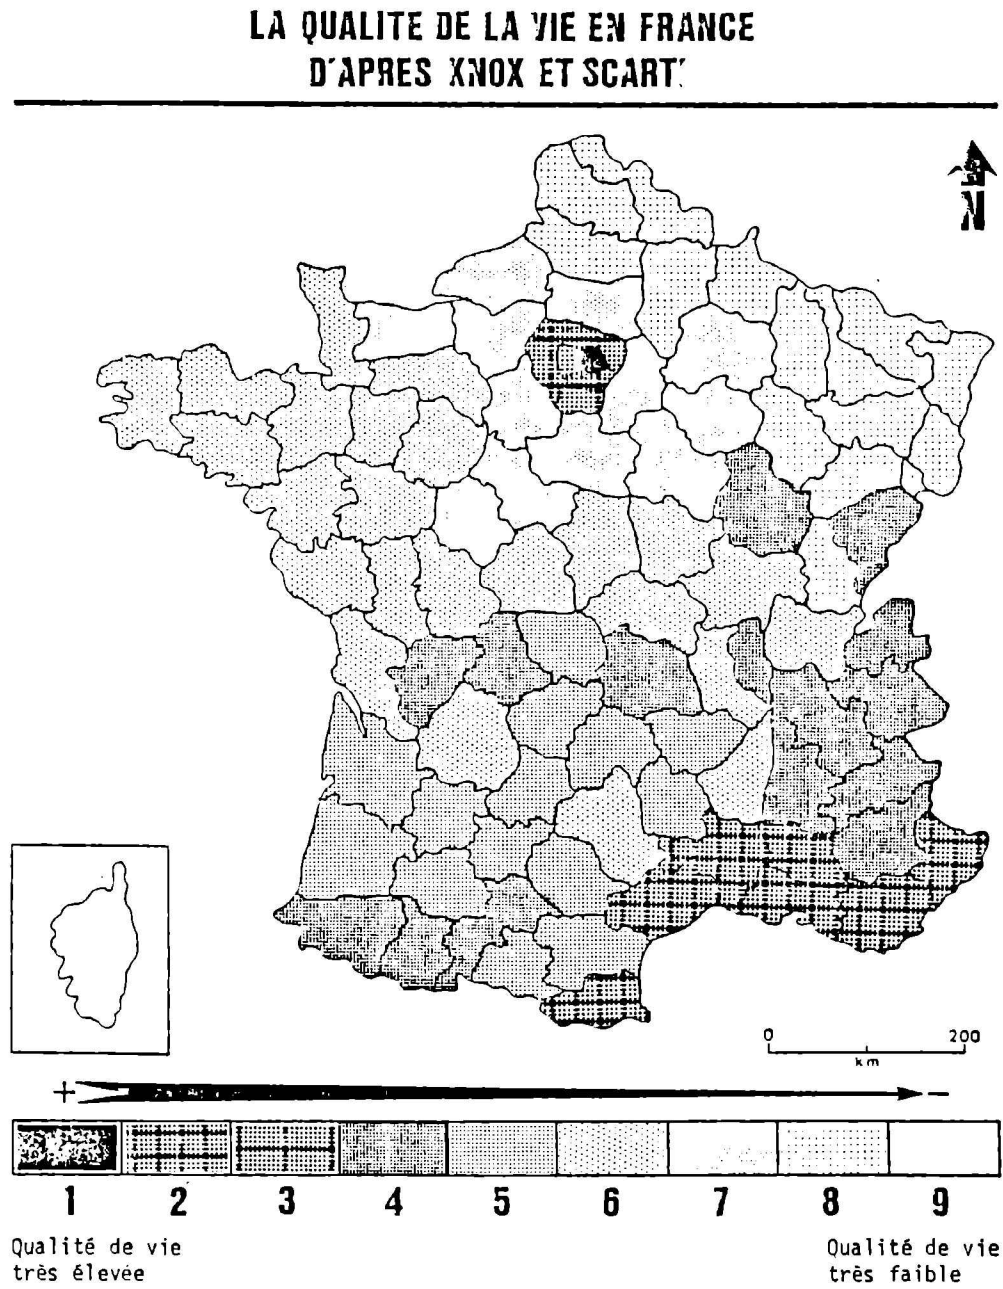 LA QUALITE DE LA VIE EN FRANCE
D'APRES KNOX ET SCART
N
0 200
km
+ -
1 2 3 4 5 6 7 8 9
Qualité de vie
très élevée
Qualité de vie
très faible